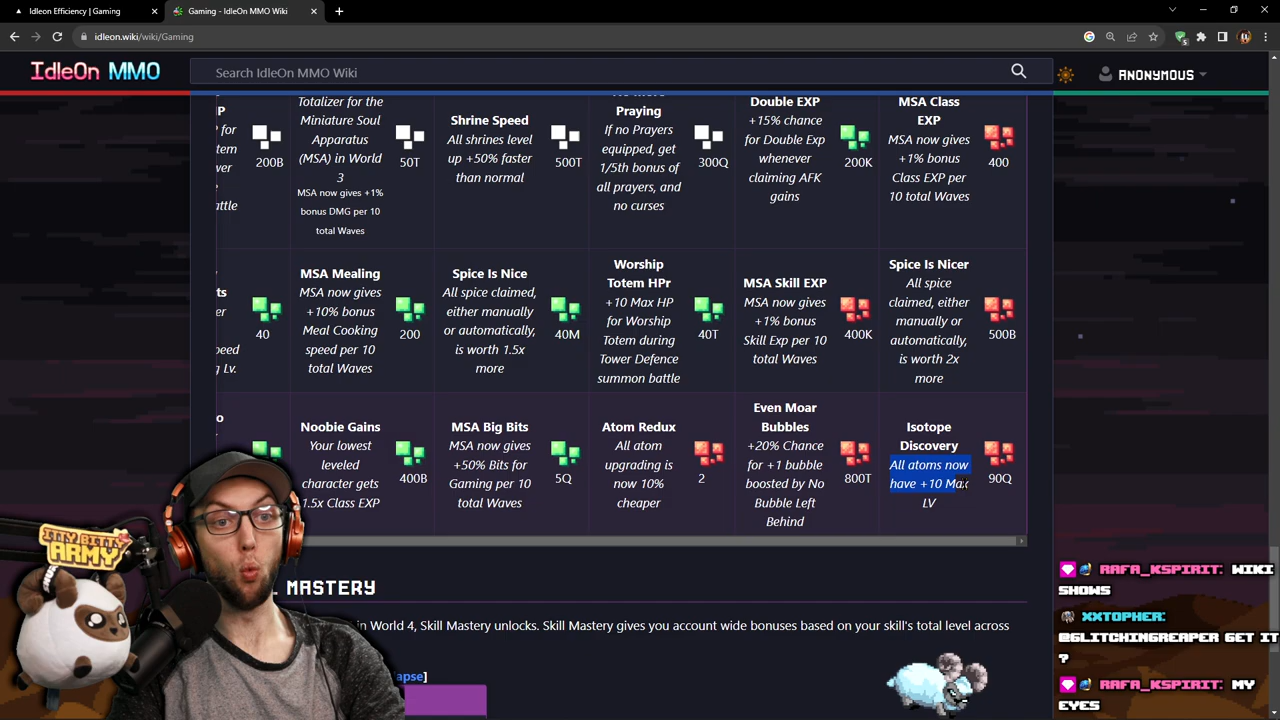 Idleon Efficiency | Gaming
Gaming - IdleOn MMO Wiki
idleon.wiki/wiki/Gaming
IdleOn MMO
Search IdleOn MMO Wiki
ANONYMOUS
P
for
tem
wer
e
attle
200B
Totalizer for the
Miniature Soul
Apparatus
(MSA) in World
3
MSA now gives +1%
bonus DMG per 10
total Waves
50T
Shrine Speed
All shrines level
up +50% faster
than normal
500T
Praying
If no Prayers
equipped, get
1/5th bonus of
all prayers, and
no curses
300Q
Double EXP
+15% chance
for Double Exp
whenever
claiming AFK
gains
200K
MSA Class
EXP
MSA now gives
+1% bonus
Class EXP per
10 total Waves
400
ts
er
peed
g Lv.
40
MSA Mealing
MSA now gives
+10% bonus
Meal Cooking
speed per 10
total Waves
200
Spice Is Nice
All spice claimed,
either manually
or automatically,
is worth 1.5x
more
40M
Worship
Totem HPr
+10 Max HP
for Worship
Totem during
Tower Defence
summon battle
40T
MSA Skill EXP
MSA now gives
+1% bonus
Skill Exp per 10
total Waves
400K
Spice Is Nicer
All spice
claimed, either
manually or
automatically,
is worth 2x
more
500B
o
Noobie Gains
Your lowest
leveled
character gets
1.5x Class EXP
400B
MSA Big Bits
MSA now gives
+50% Bits for
Gaming per 10
total Waves
5Q
Atom Redux
All atom
upgrading is
now 10%
cheaper
2
Even Moar
Bubbles
+20% Chance
for +1 bubble
boosted by No
Bubble Left
Behind
800T
Isotope
Discovery
All atoms now
have +10 Max
LV
90Q
MASTERY
in World 4, Skill Mastery unlocks. Skill Mastery gives you account wide bonuses based on your skill's total level across
apse]
ITTY BITTY
ARMY
RAFA_KSPIRIT: WIKI
SHOWS
XXTOPHER:
@GLITCHINGREAPER GET IT
?
RAFA_KSPIRIT: MY
EYES